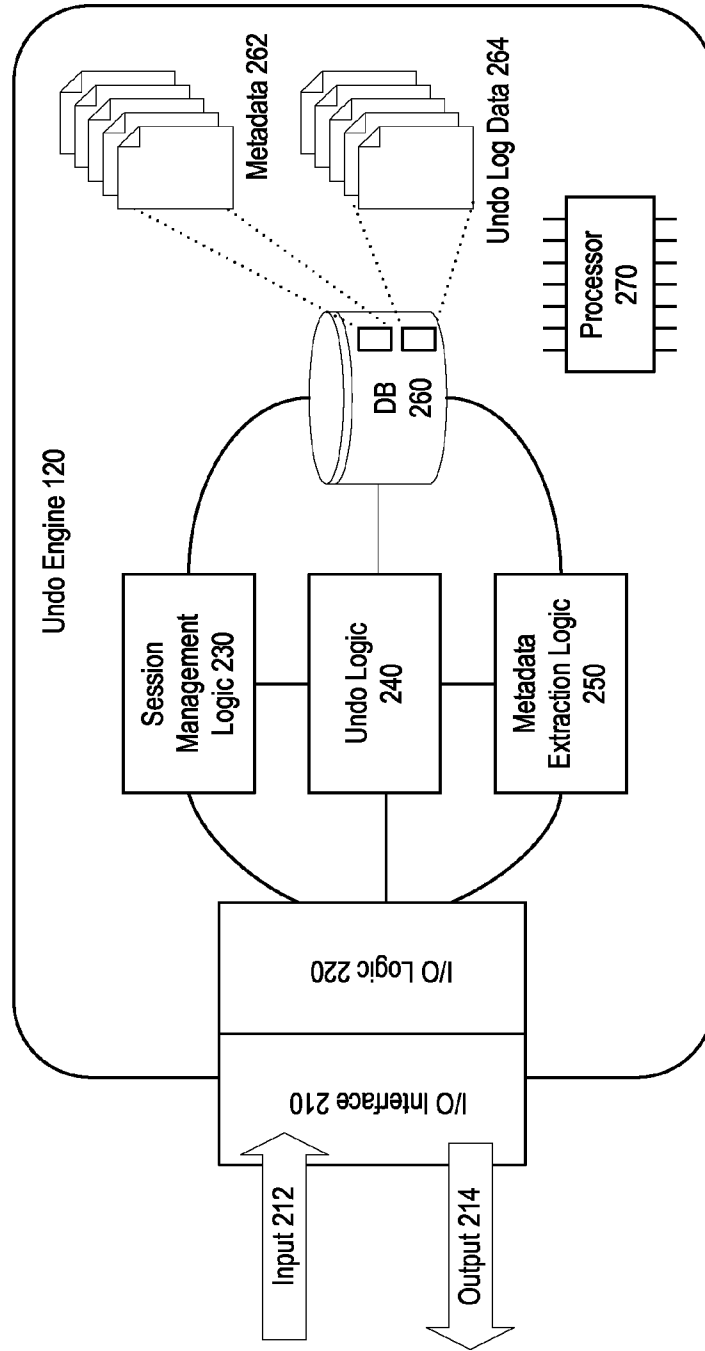 Undo Engine 120
Input 212
Output 214
I/O Interface 210
I/O Logic 220
Session
Management
Logic 230
Undo Logic
240
Metadata
Extraction Logic
250
DB
260
Metadata 262
Undo Log Data 264
Processor
270